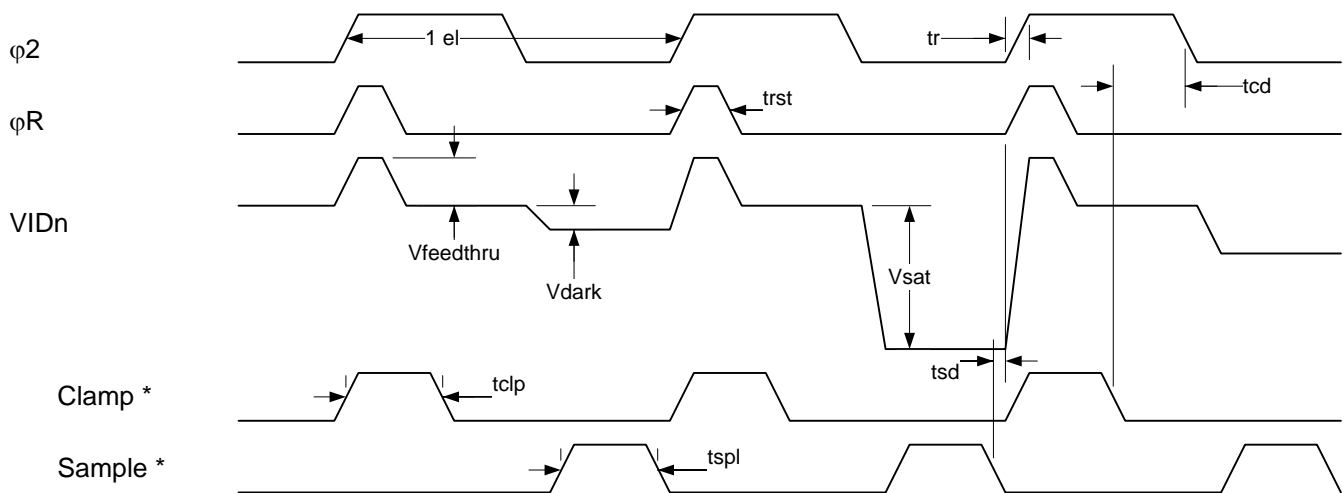 φ2
1 el
tr
tcd
φR
trst
VIDn
Vfeedthru
Vdark
Vsat
tsd
Clamp *
tclp
Sample *
tspl